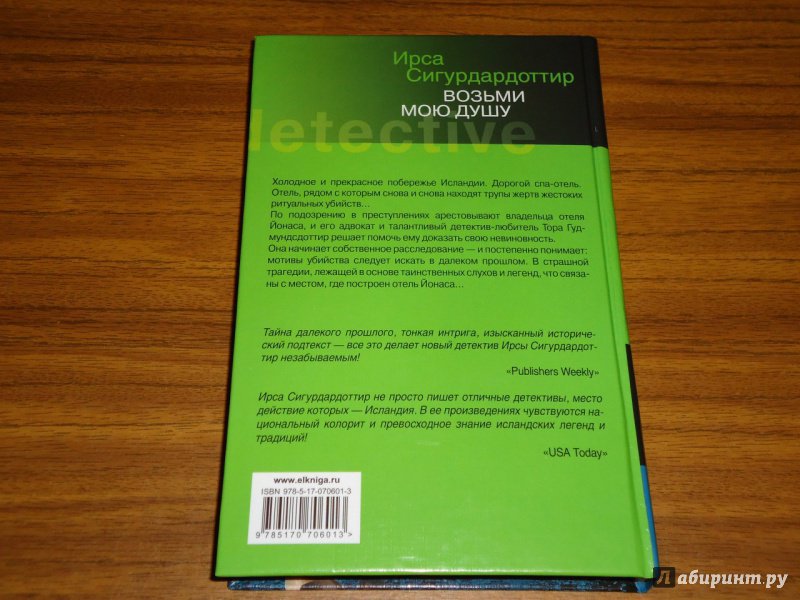 Ирса
Сигурдардоттир
ВОЗЬМИ
МОЮ ДУШУ
detective
Холодное и прекрасное побережье Исландии. Дорогой спа-отель.
Отель, рядом с которым снова и снова находят трупы жертв жестоких
ритуальных убийств…
По подозрению в преступлениях арестовывают владельца отеля
Йонаса, и его адвокат и талантливый детектив-любитель Тора Гуд-
мундсдоттир решает помочь ему доказать свою невиновность.
Она начинает собственное расследование — и постепенно понимает:
мотивы убийства следует искать в далеком прошлом. В страшной
трагедии, лежащей в основе таинственных слухов и легенд, что связа-
ны с местом, где построен отель Йонаса…
Тайна далекого прошлого, тонкая интрига, изысканный историче-
ский подтекст — все это делает новый детектив Ирсы Сигурдардот-
тир незабываемым!
«Publishers Weekly»
Ирса Сигурдардоттир не просто пишет отличные детективы, место
действие которых — Исландия. В ее произведениях чувствуются на-
циональный колорит и превосходное знание исландских легенд и
традиций!
«USA Today»
www.elkniga.ru
ISBN 978-5-17-070601-3
9 785170 706013 >
Лабиринт.ру